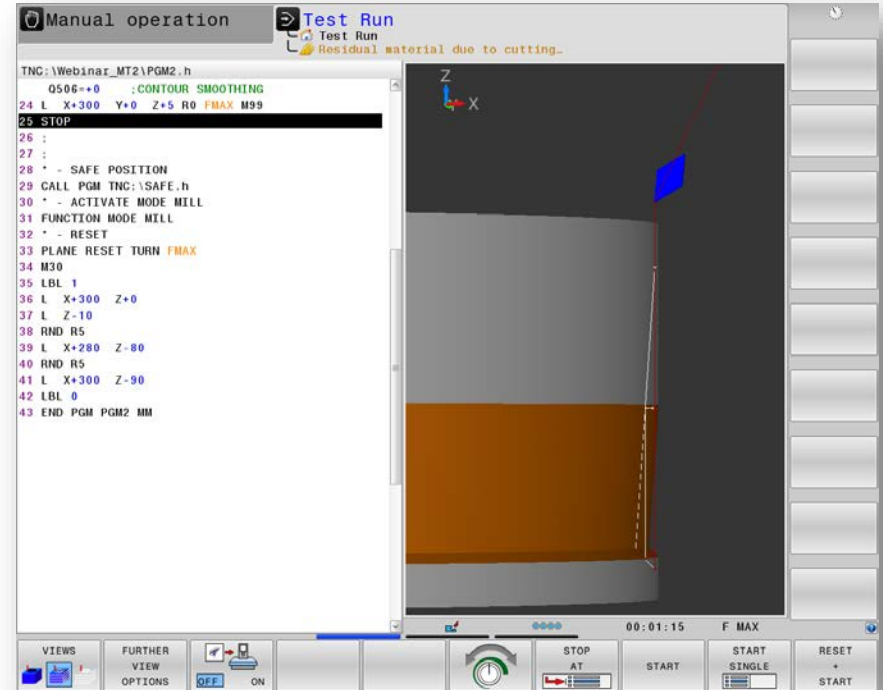 Manual operation
Test Run
Test Run
Residual material due to cutting…
TNC:\Webinar_MT2\PGM2.h
Q506=+0 ;CONTOUR SMOOTHING
24 L X+300 Y+0 Z+5 R0 FMAX M99
25 STOP
26 ;
27 ;
28 * - SAFE POSITION
29 CALL PGM TNC:\SAFE.h
30 * - ACTIVATE MODE MILL
31 FUNCTION MODE MILL
32 * - RESET
33 PLANE RESET TURN FMAX
34 M30
35 LBL 1
36 L X+300 Z+0
37 L Z-10
38 RND R5
39 L X+280 Z-80
40 RND R5
41 L X+300 Z-90
42 LBL 0
43 END PGM PGM2 MM
Z
Y X
00:01:15 F MAX
VIEWS
FURTHER
VIEW
OPTIONS
OFF ON
STOP
AT
START
START
SINGLE
RESET
+
START